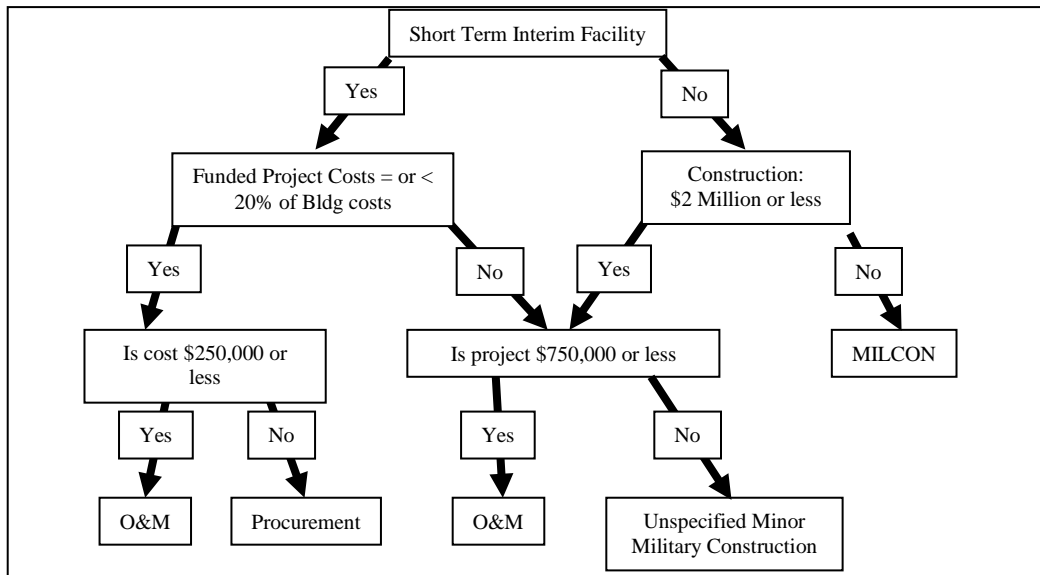 Short Term Interim Facility
Yes
No
Funded Project Costs = or <
20% of Bldg costs
Construction:
$2 Million or less
Yes
No
Yes
No
Is cost $250,000 or
less
Is project $750,000 or less
MILCON
Yes
No
Yes
No
O&M
Procurement
O&M
Unspecified Minor
Military Construction